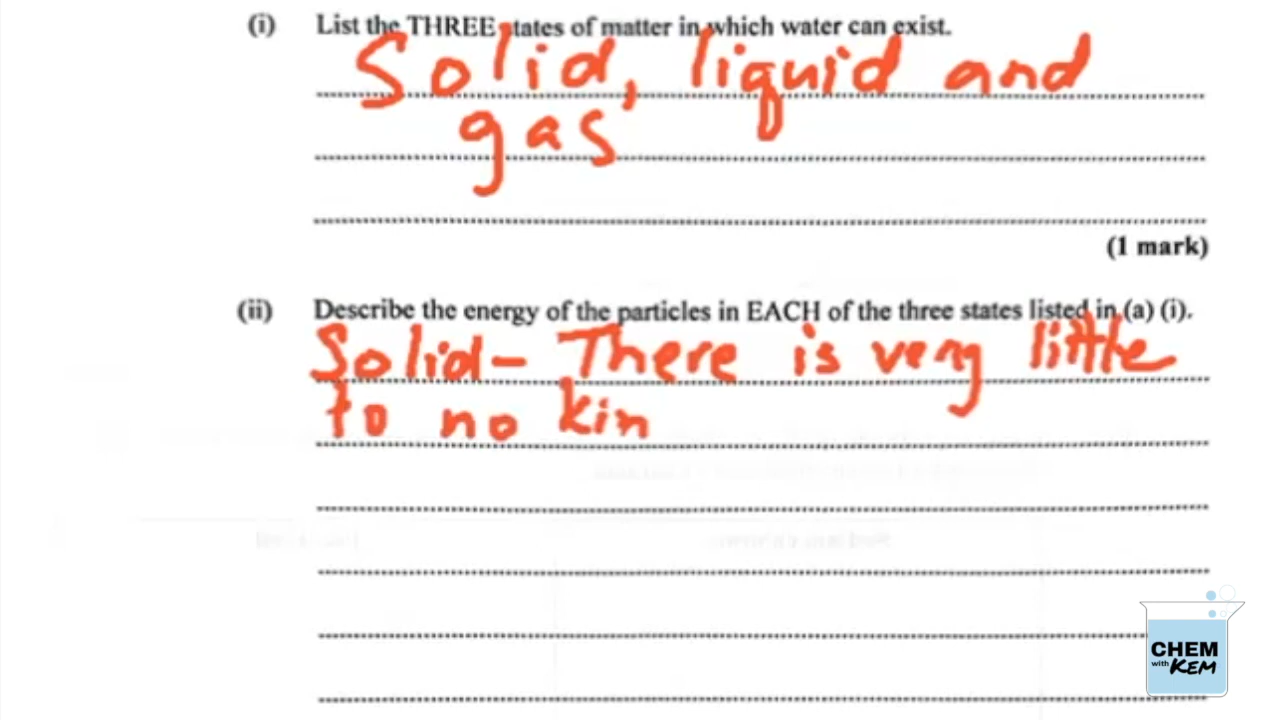 (i) List the THREE states of matter in which water can exist.
Solid, liquid and
gas
(1 mark)
(ii) Describe the energy of the particles in EACH of the three states listed in (a) (i).
Solid- There is very little
to no kin
CHEM
with KEM